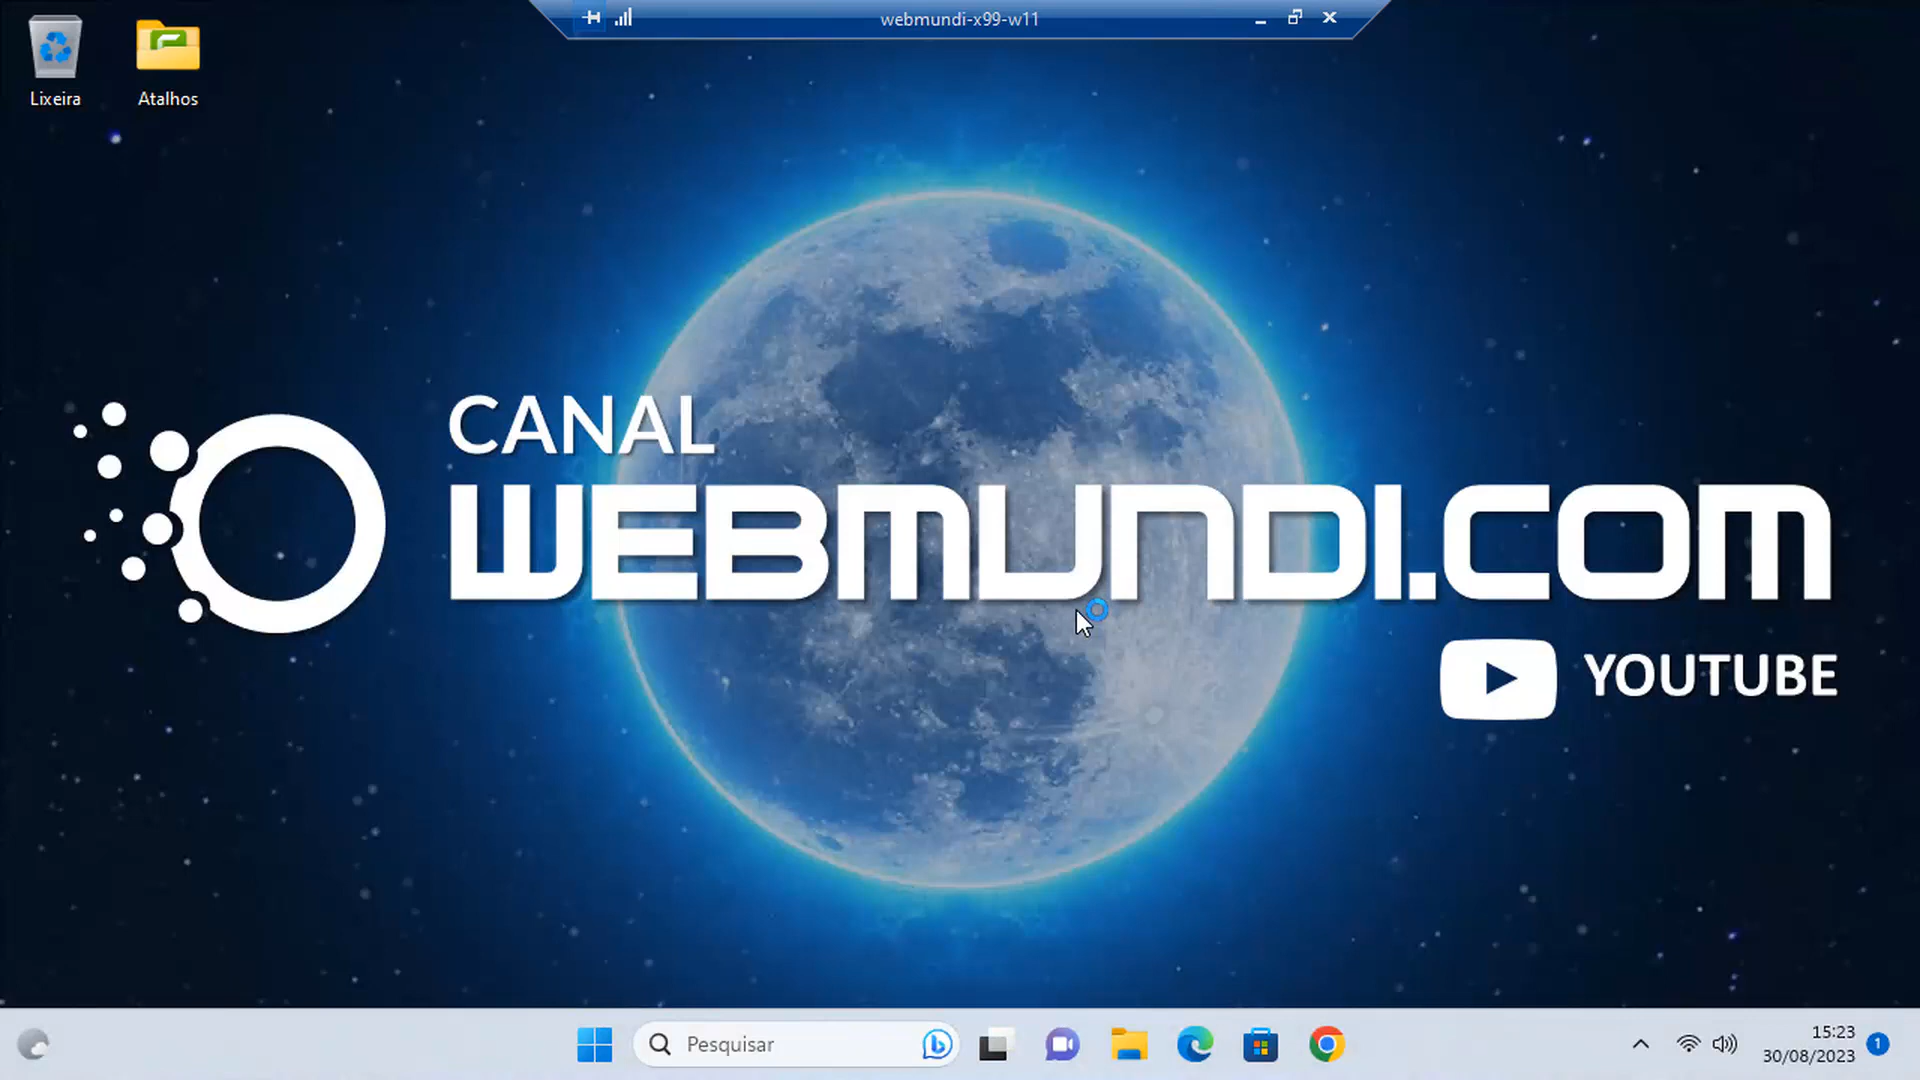 webmundi-x99-w11
Lixeira
Atalhos
CANAL
WEBMUNDI.COM
YOUTUBE
Pesquisar
15:23
30/08/2023
1